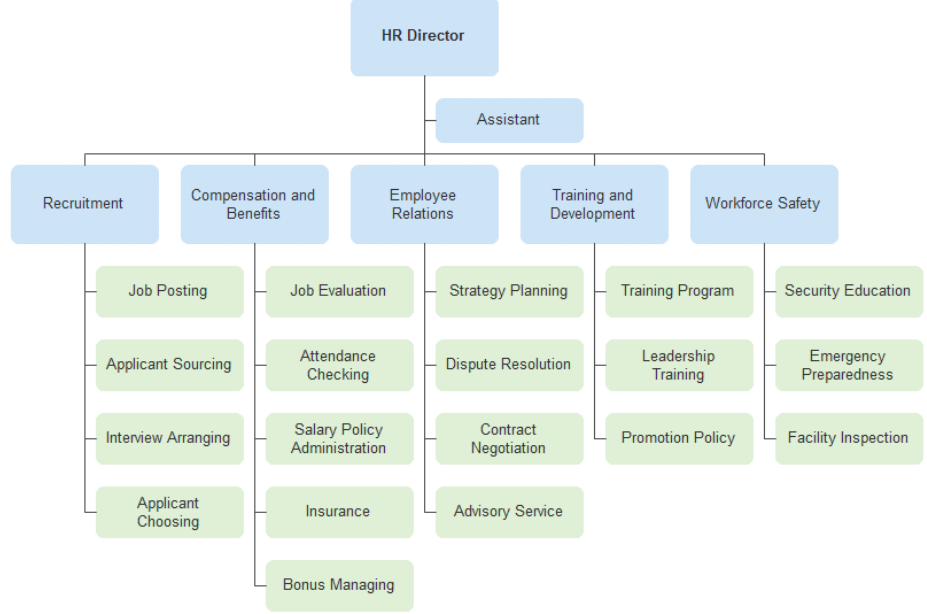 HR Director
Assistant
Recruitment
Compensation and
Benefits
Employee
Relations
Training and
Development
Workforce Safety
Job Posting
Applicant Sourcing
Interview Arranging
Applicant
Choosing
Job Evaluation
Attendance
Checking
Salary Policy
Administration
Insurance
Bonus Managing
Strategy Planning
Dispute Resolution
Contract
Negotiation
Advisory Service
Training Program
Leadership
Training
Promotion Policy
Security Education
Emergency
Preparedness
Facility Inspection